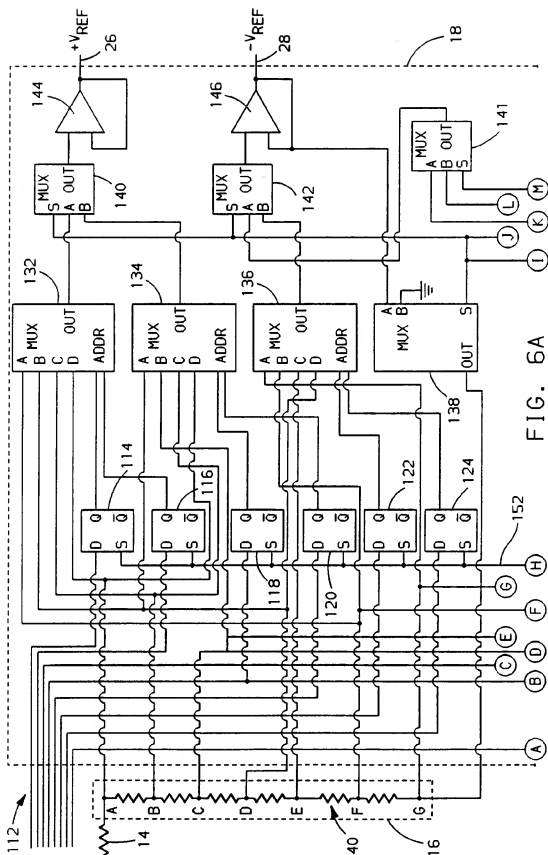 +VREF
26
-VREF
28
18
144
146
MUX
S
A OUT
B
140
MUX
S
A OUT
B
142
MUX
A
B OUT
S
141
132
A
B MUX
C
D OUT
ADDR
134
A MUX
B
C OUT
D
ADDR
136
A MUX
B
C OUT
D
ADDR
A
B
MUX
S
OUT
138
D Q
S Q
114
D Q
S Q
116
D Q
S Q
118
D Q
S Q
120
D Q
S Q
122
D Q
S Q
124
152
112
14
A
B
C
D
E
F
G
40
16
A
B
C
D
E
F
G
H
I
J
K
L
M
FIG. 6A